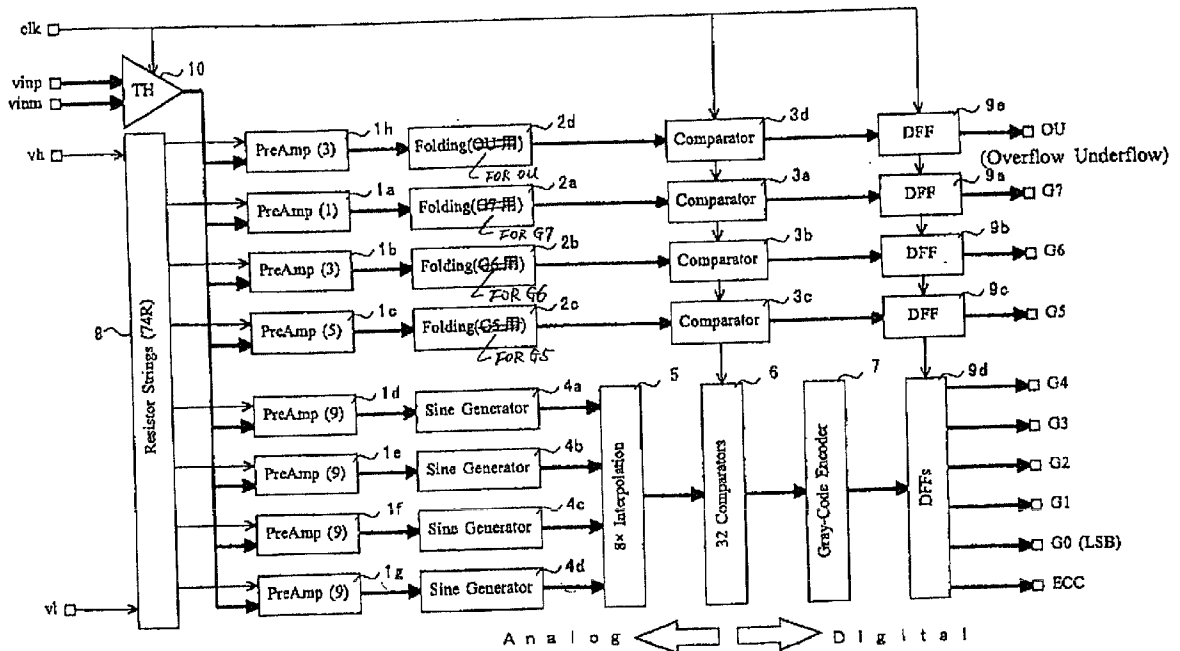 clk
vinp
vinm
TH
10
vh
8
Resistor Strings (74R)
vl
PreAmp (3)
1h
Folding(OU用)
FOR OU
2d
Comparator
3d
DFF
9e
OU
(Overflow Underflow)
PreAmp (1)
1a
Folding(G7用)
FOR G7
2a
Comparator
3a
DFF
9a
G7
PreAmp (3)
1b
Folding(G6用)
FOR G6
2b
Comparator
3b
DFF
9b
G6
PreAmp (5)
1c
Folding(G5用)
FOR G5
2c
Comparator
3c
DFF
9c
G5
PreAmp (9)
1d
Sine Generator
4a
PreAmp (9)
1e
Sine Generator
4b
PreAmp (9)
1f
Sine Generator
4c
PreAmp (9)
1g
Sine Generator
4d
5
8× Interpolation
6
32 Comparators
7
Gray-Code Encoder
9d
DFFs
G4
G3
G2
G1
G0 (LSB)
ECC
Analog
Digital